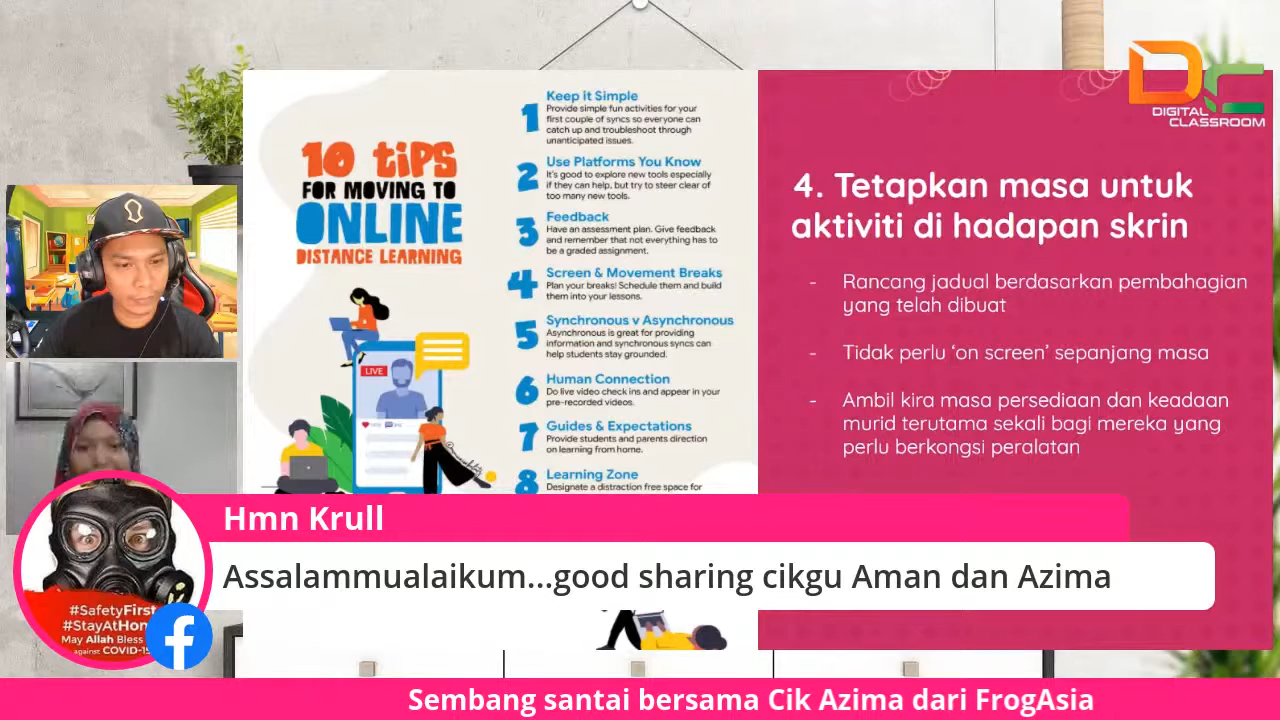 DIGITAL
CLASSROOM
10 TIPS
FOR MOVING TO
ONLINE
DISTANCE LEARNING
LIVE
1 Keep it Simple
Provide simple fun activities for your
first couple of syncs so everyone can
catch up and troubleshoot through
unanticipated issues.
2 Use Platforms You Know
It's good to explore new tools especially
if they can help, but try to steer clear of
too many new tools.
3 Feedback
Have an assessment plan. Give feedback
and remember that not everything has to
be a graded assignment.
4 Screen & Movement Breaks
Plan your breaks! Schedule them and build
them into your lessons.
5 Synchronous v Asynchronous
Asynchronous is great for providing
information and synchronous syncs can
help students stay grounded.
6 Human Connection
Do live video check ins and appear in your
pre-recorded videos.
7 Guides & Expectations
Provide students and parents direction
on learning from home.
8 Learning Zone
Designate a distraction free space for
4. Tetapkan masa untuk
aktiviti di hadapan skrin
- Rancang jadual berdasarkan pembahagian
yang telah dibuat
- Tidak perlu 'on screen' sepanjang masa
- Ambil kira masa persediaan dan keadaan
murid terutama sekali bagi mereka yang
perlu berkongsi peralatan
Hmn Krull
Assalammualaikum...good sharing cikgu Aman dan Azima
#SafetyFirst
#StayAtHom
May Allah Bless
against COVID-19
Sembang santai bersama Cik Azima dari FrogAsia